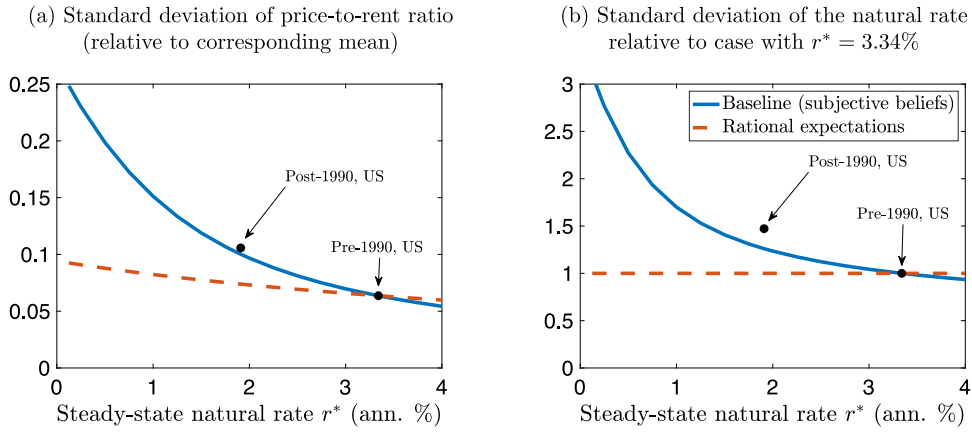 (a) Standard deviation of price-to-rent ratio
(relative to corresponding mean)
0.25
0.2
0.15
0.1
0.05
0
Post-1990, US
Pre-1990, US
0 1 2 3 4
Steady-state natural rate r* (ann. %)
(b) Standard deviation of the natural rate
relative to case with r* = 3.34%
3
2.5
2
1.5
1
0.5
0
Baseline (subjective beliefs)
Rational expectations
Post-1990, US
Pre-1990, US
0 1 2 3 4
Steady-state natural rate r* (ann. %)